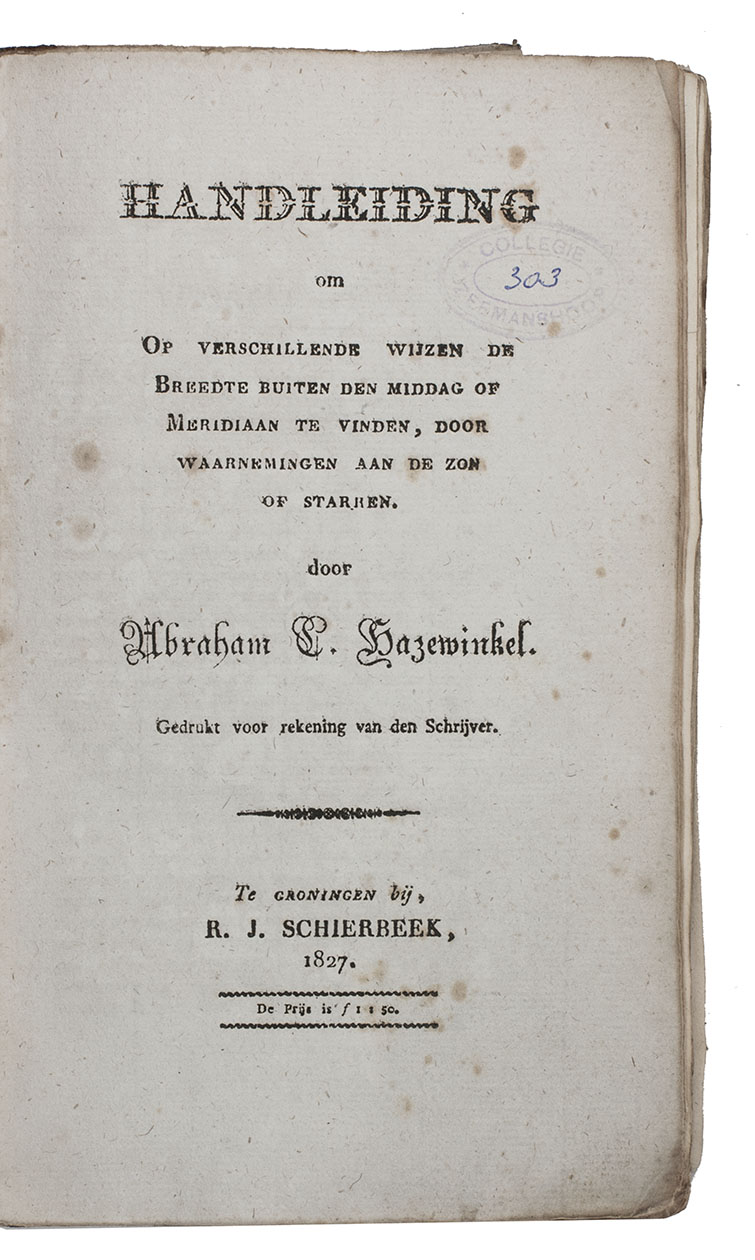 HANDLEIDING
COLLEGIE
303
ZEEMANSHOOP
om
Op verschillende wijzen de
Breedte buiten den middag of
Meridiaan te vinden, door
waarnemingen aan de zon
of starren.
door
Abraham C. Hazewinkel.
Gedrukt voor rekening van den Schrijver.
Te GRONINGEN bij,
R. J. SCHIERBEEK,
1827.
De Prijs is f 1 : 50.